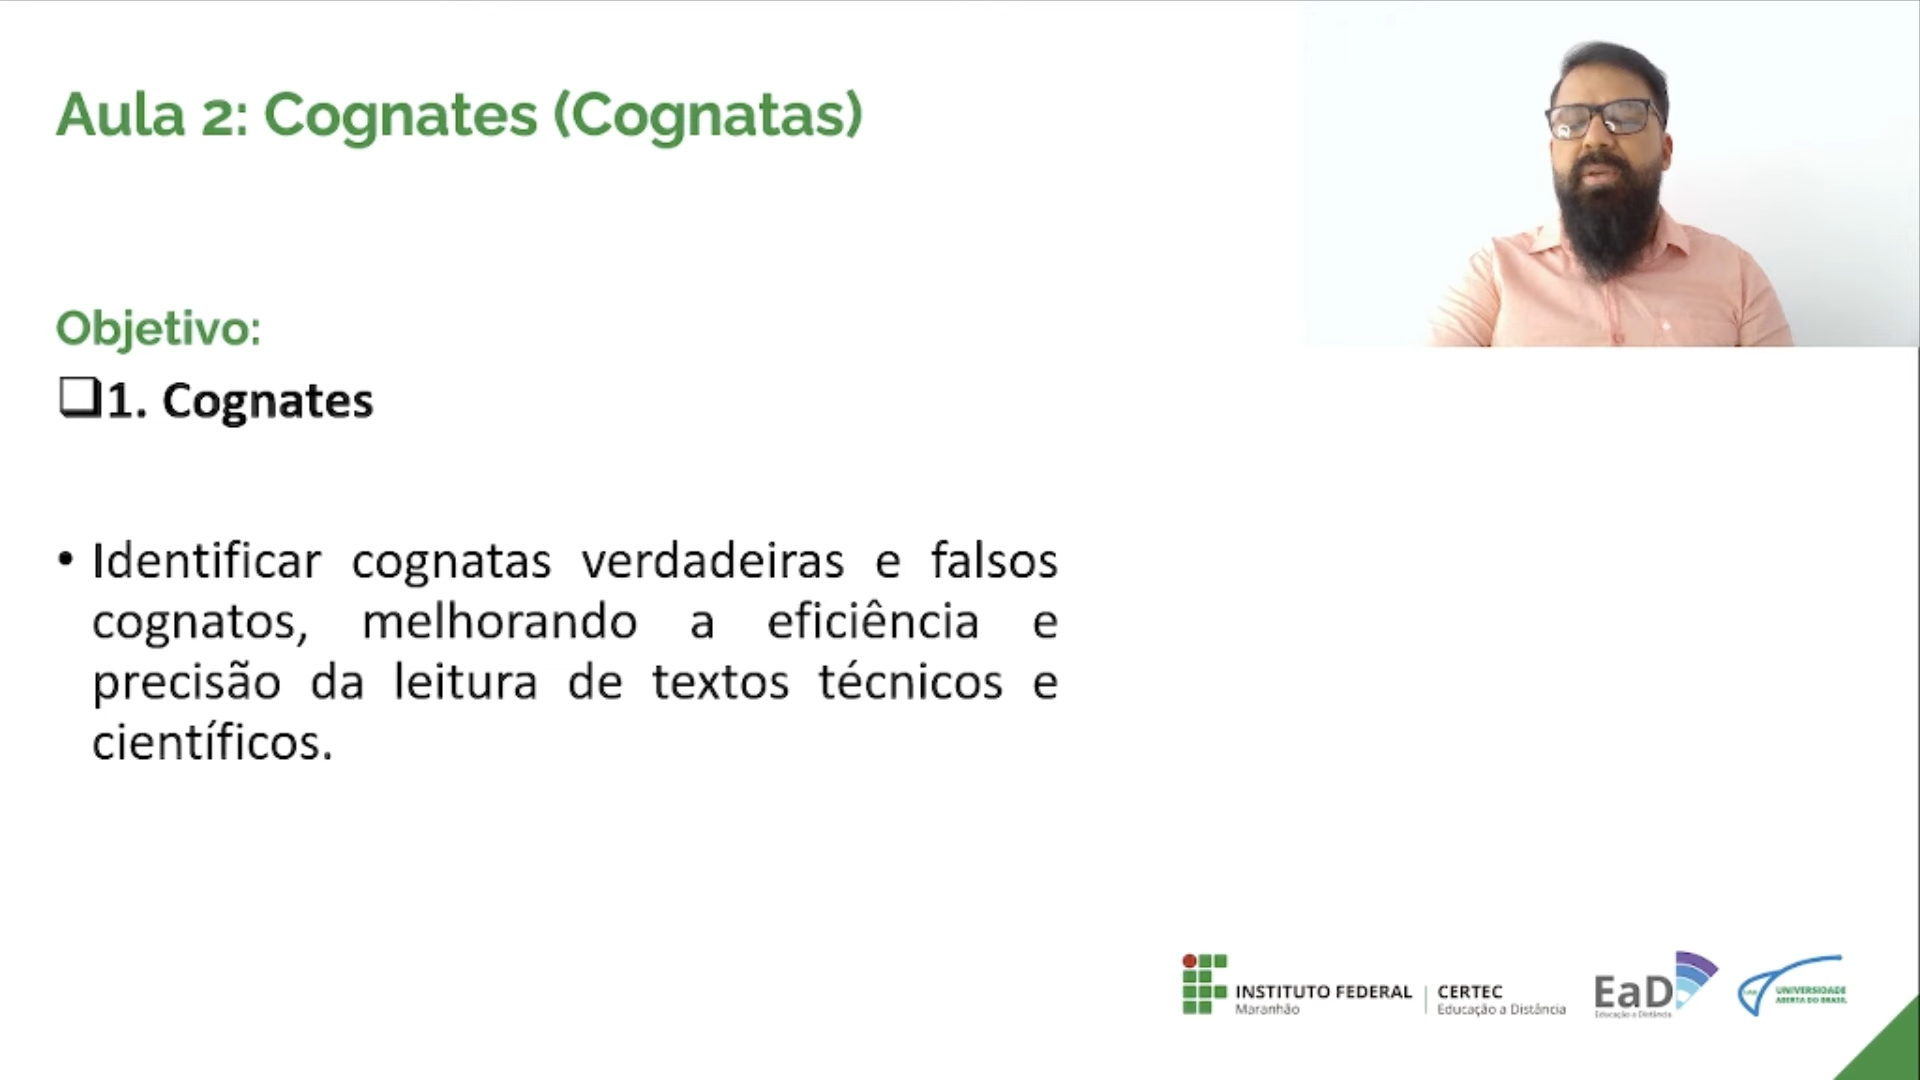 Aula 2: Cognates (Cognatas)
Objetivo:
❑1. Cognates
• Identificar cognatas verdadeiras e falsos
cognatos, melhorando a eficiência e
precisão da leitura de textos técnicos e
científicos.
INSTITUTO FEDERAL
Maranhão
CERTEC
Educação a Distância
EaD
Educação a Distância
UNIVERSIDADE
ABERTA DO BRASIL